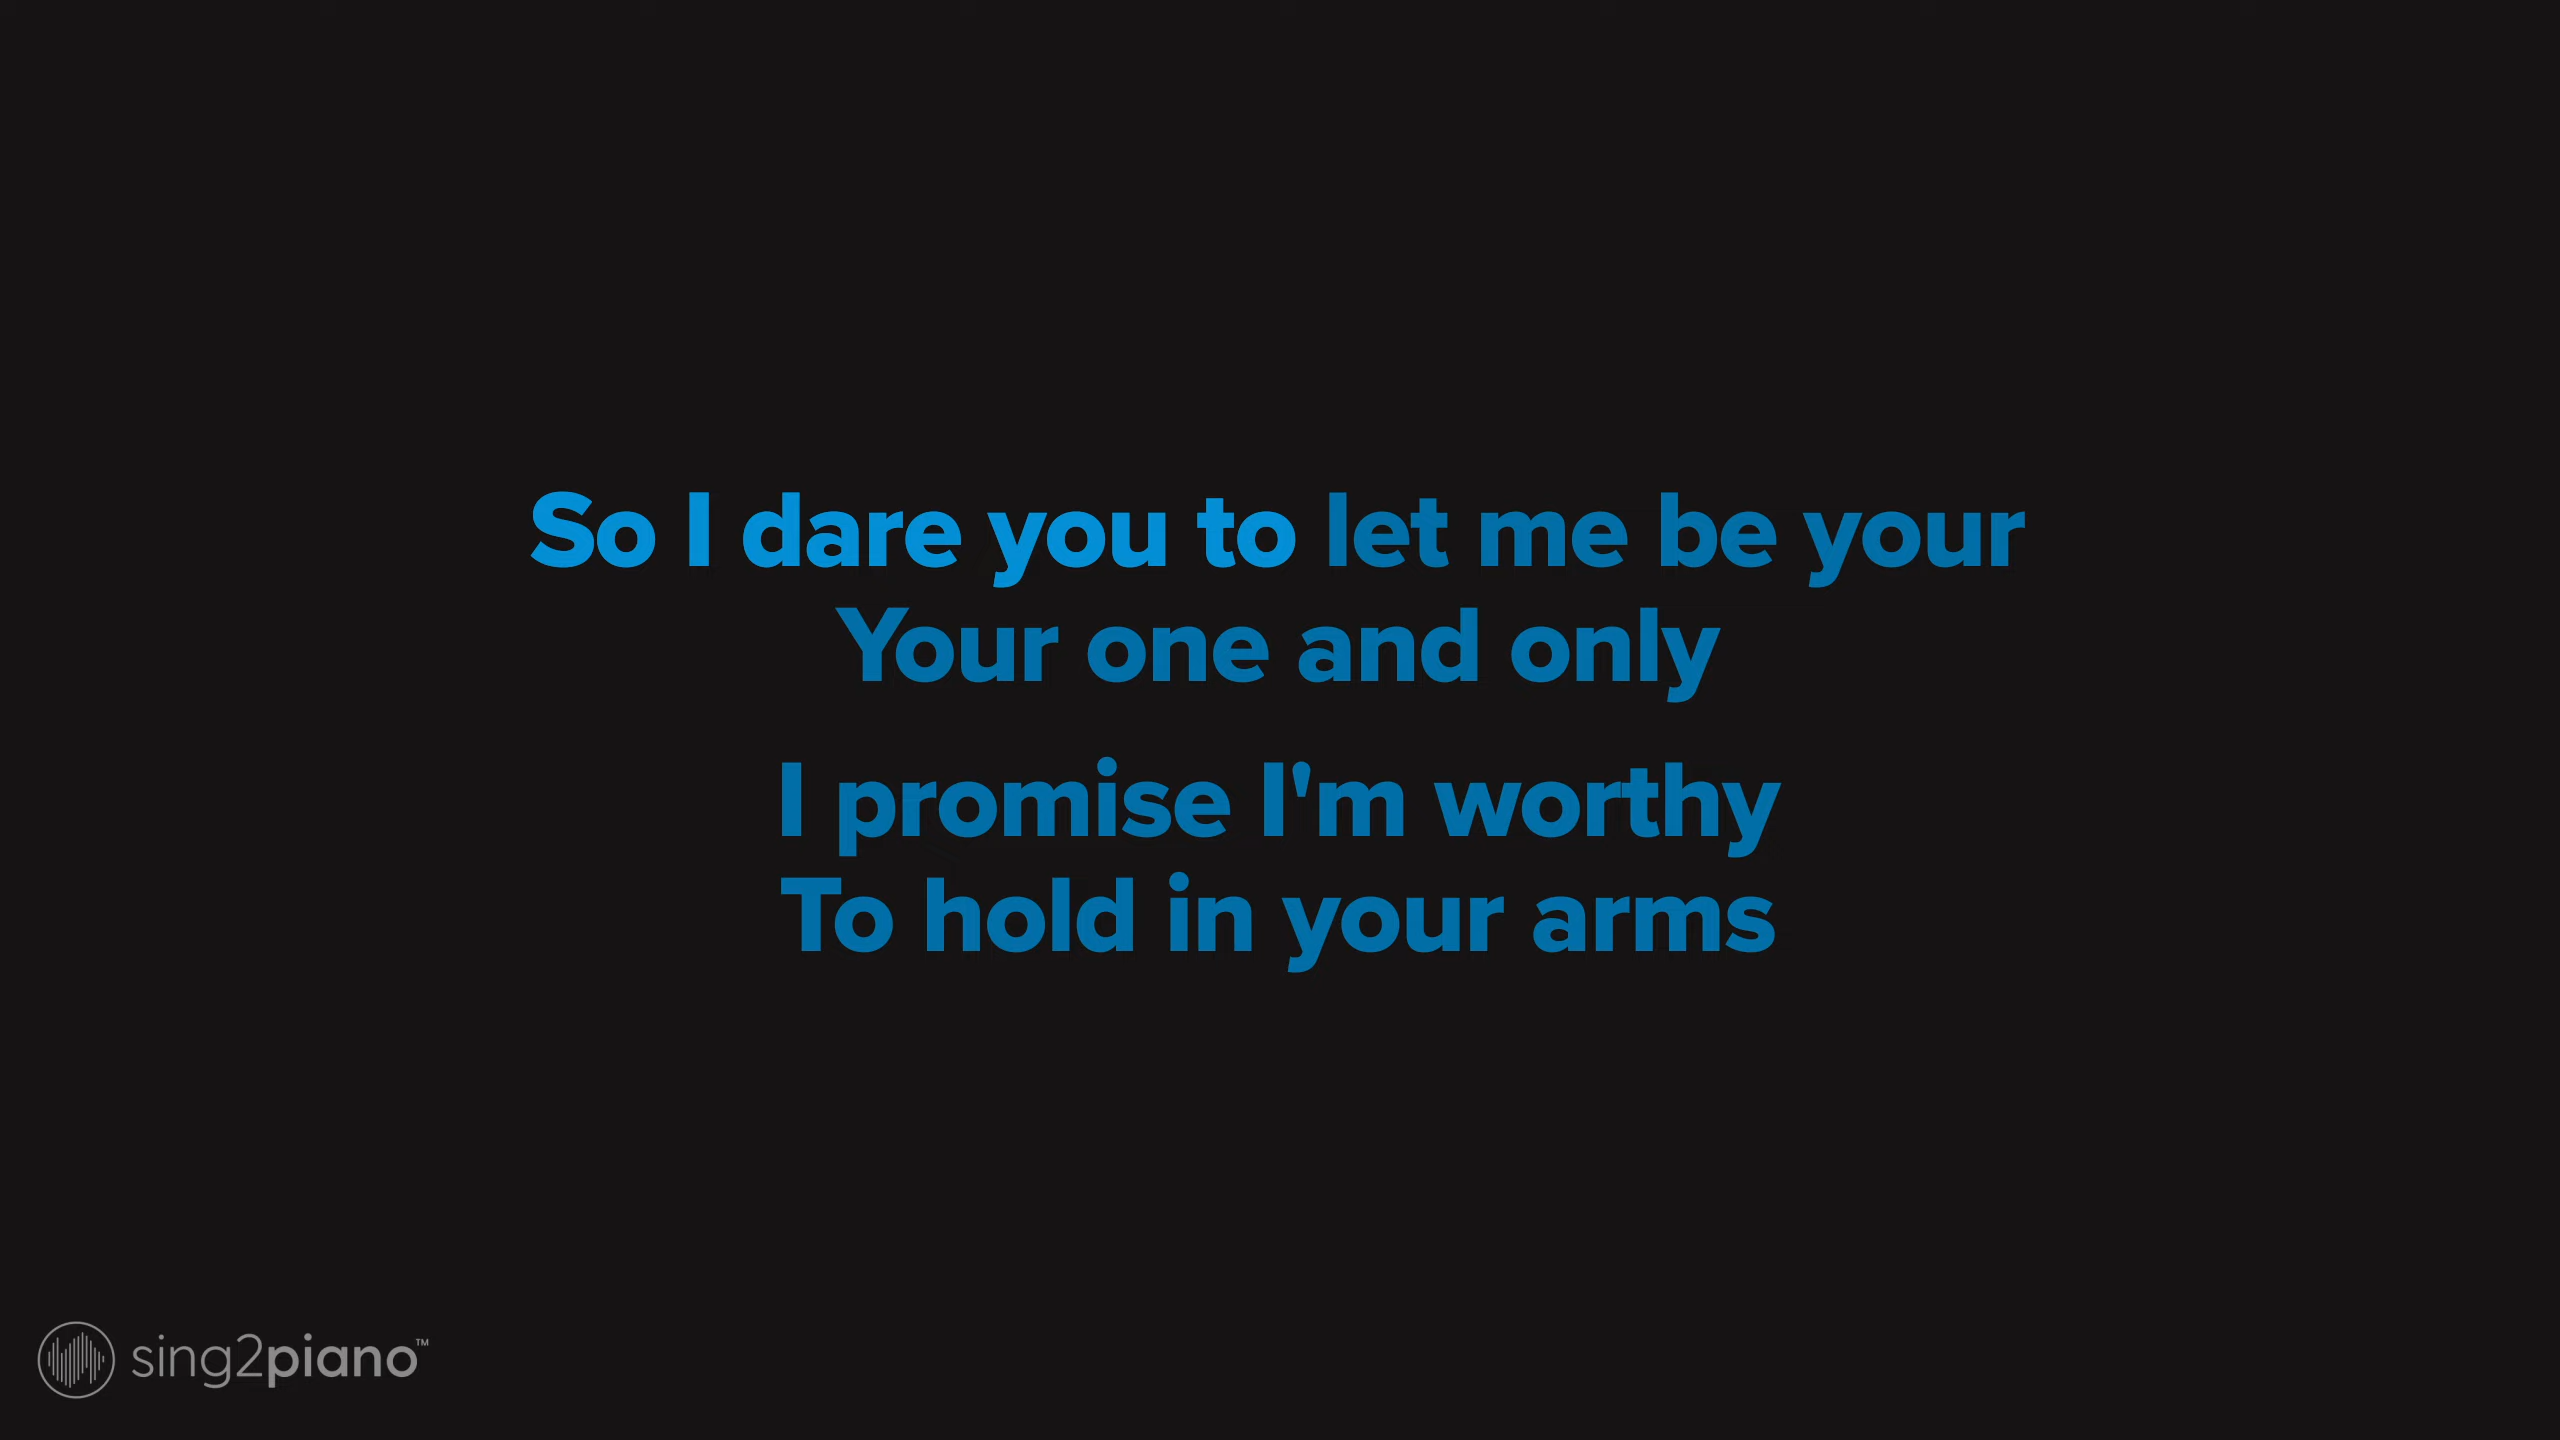 So I dare you to let me be your
Your one and only
I promise I'm worthy
To hold in your arms
sing2piano™